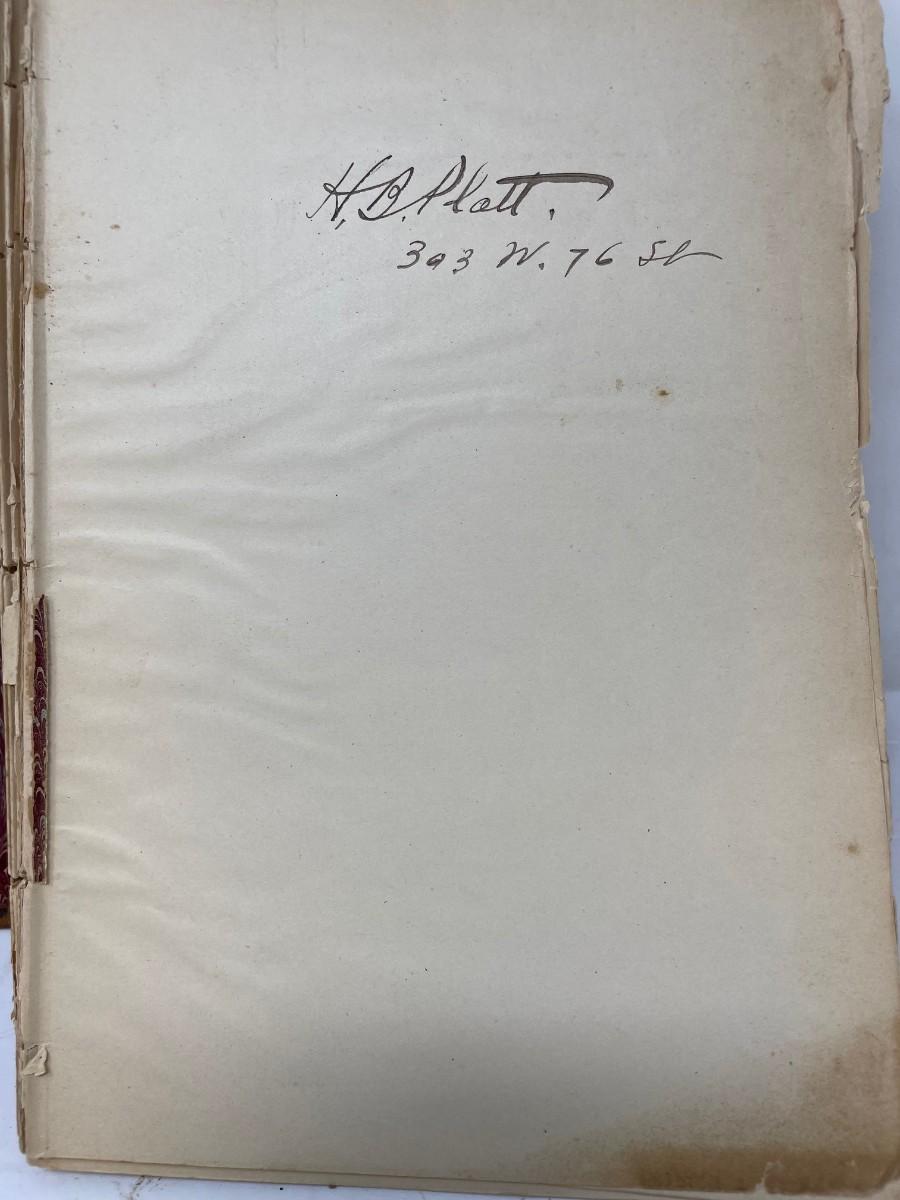 H. B. Platt.
303 W. 76 St